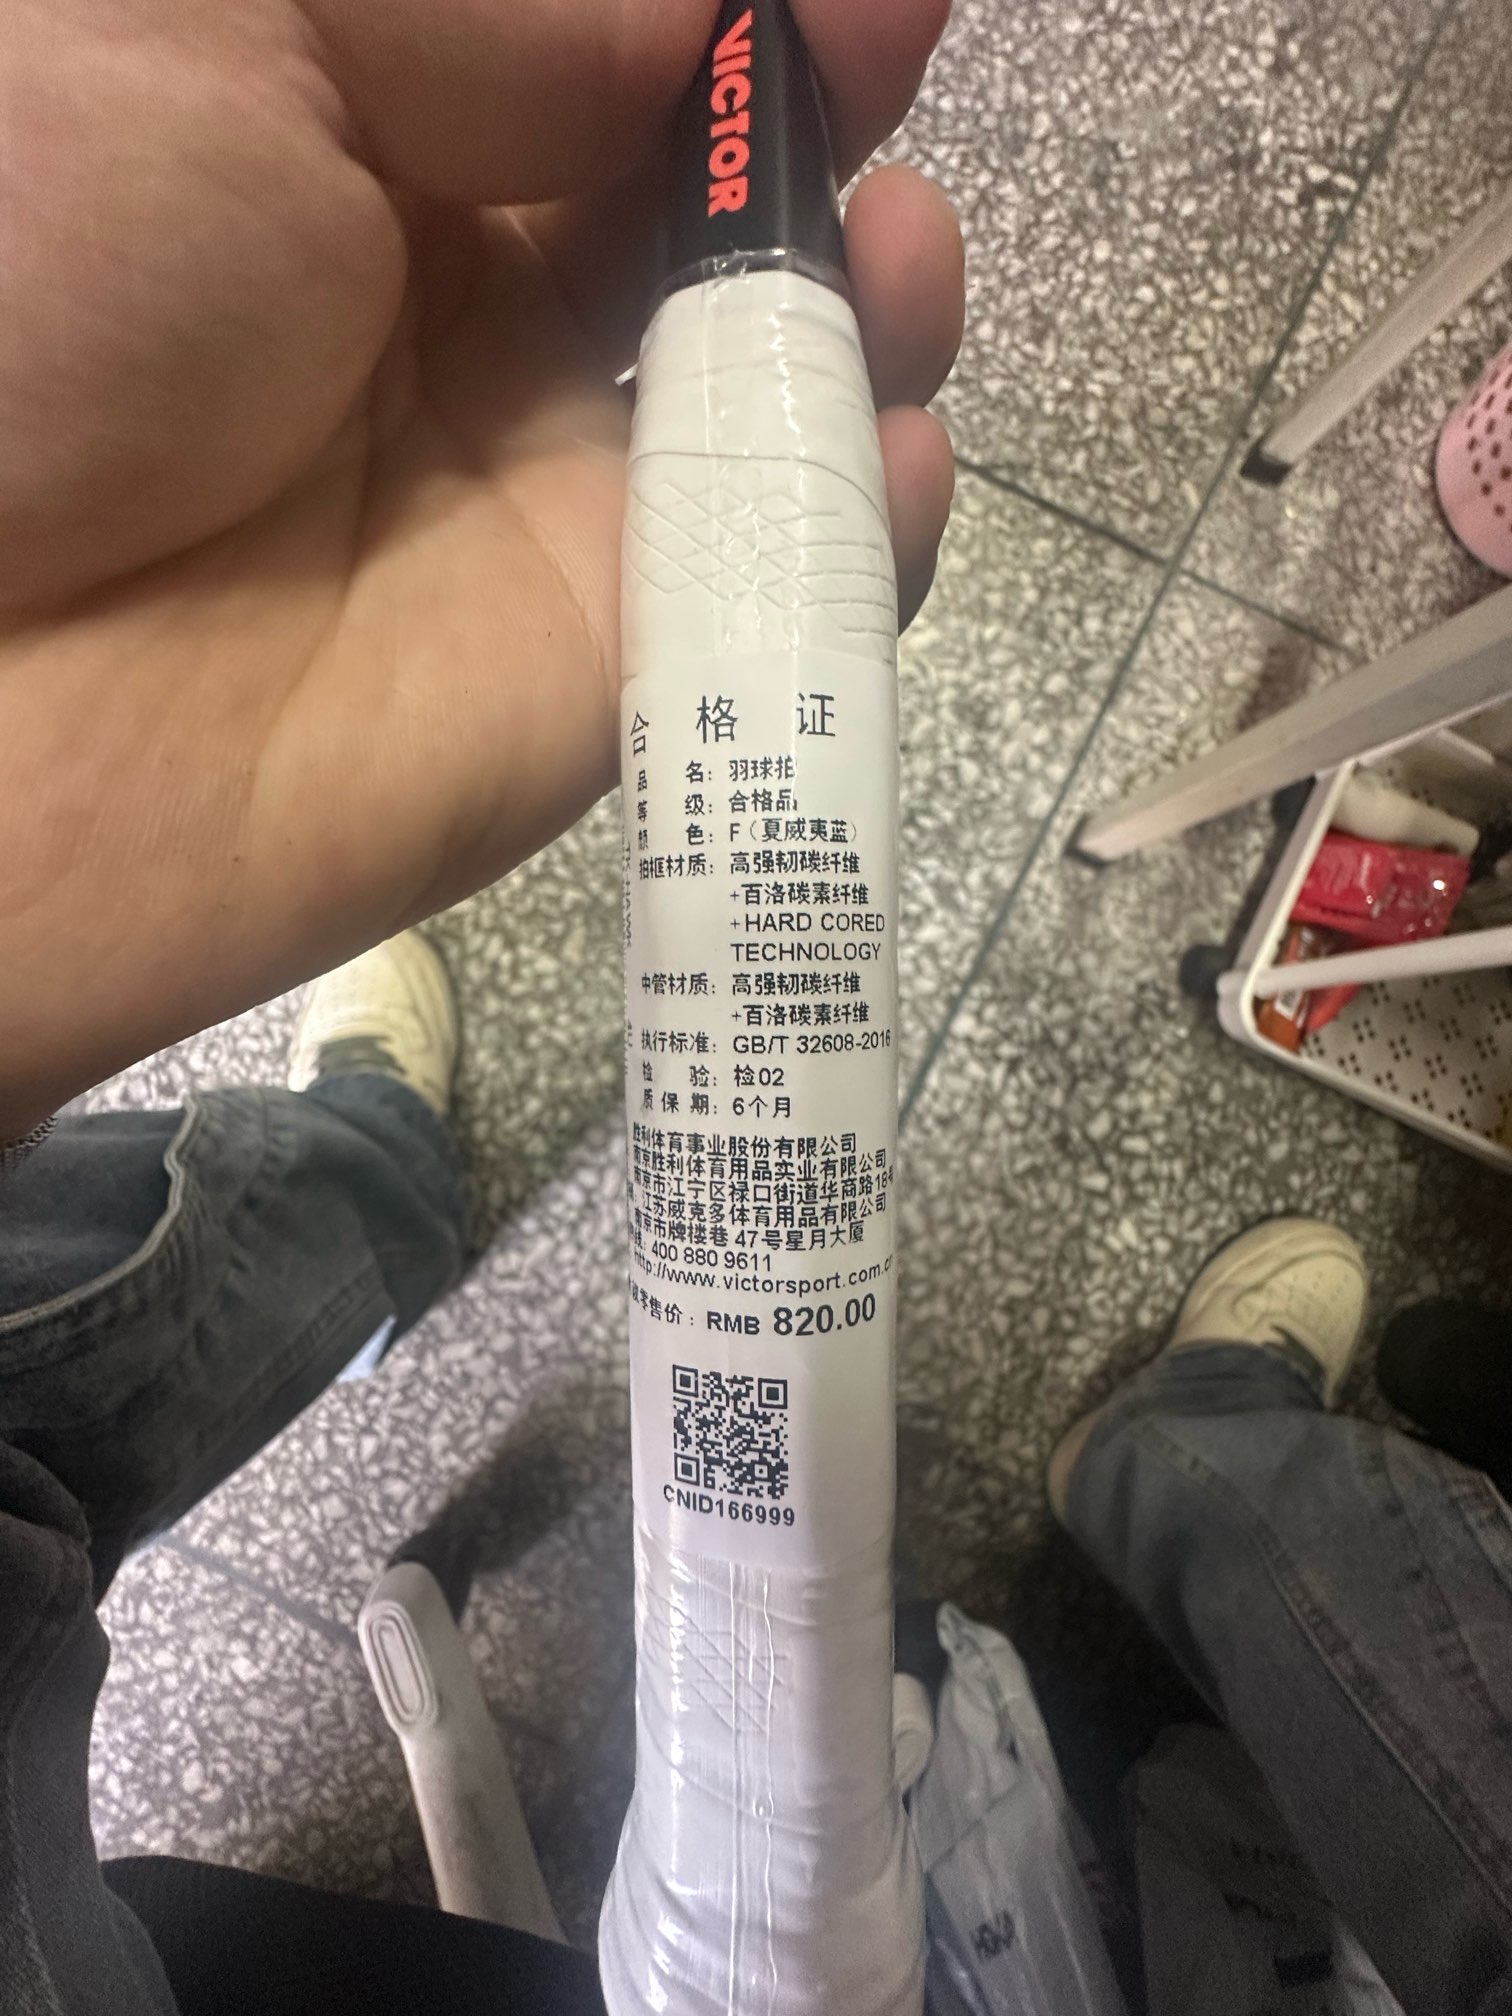 VICTOR
合格证
品名：羽球拍
等级：合格品
颜色：F（夏威夷蓝）
拍框材质：高强韧碳纤维
+百洛碳素纤维
+HARD CORED
TECHNOLOGY
中管材质：高强韧碳纤维
+百洛碳素纤维
执行标准：GB/T 32608-2016
检验：检02
质保期：6个月
胜利体育事业股份有限公司
南京胜利体育用品实业有限公司
南京市江宁区禄口街道华商路18号
江苏威克多体育用品有限公司
南京市牌楼巷 47号星月大厦
线：400 880 9611
http://www.victorsport.com.cn
零售价：RMB 820.00
CNID166999
HOKA